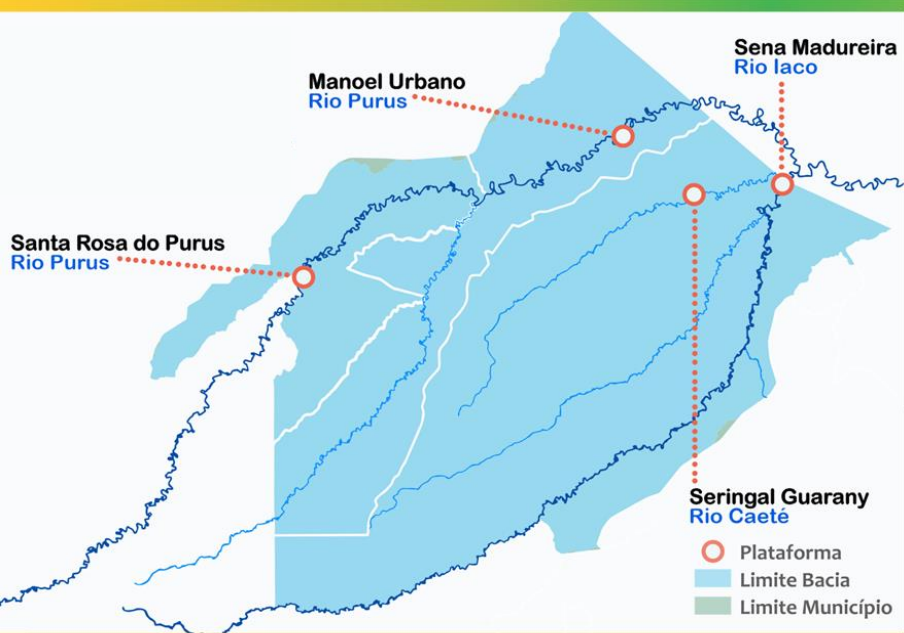 Sena Madureira
Rio Iaco
Manoel Urbano
Rio Purus
Santa Rosa do Purus
Rio Purus
Seringal Guarany
Rio Caeté
Plataforma
Limite Bacia
Limite Município